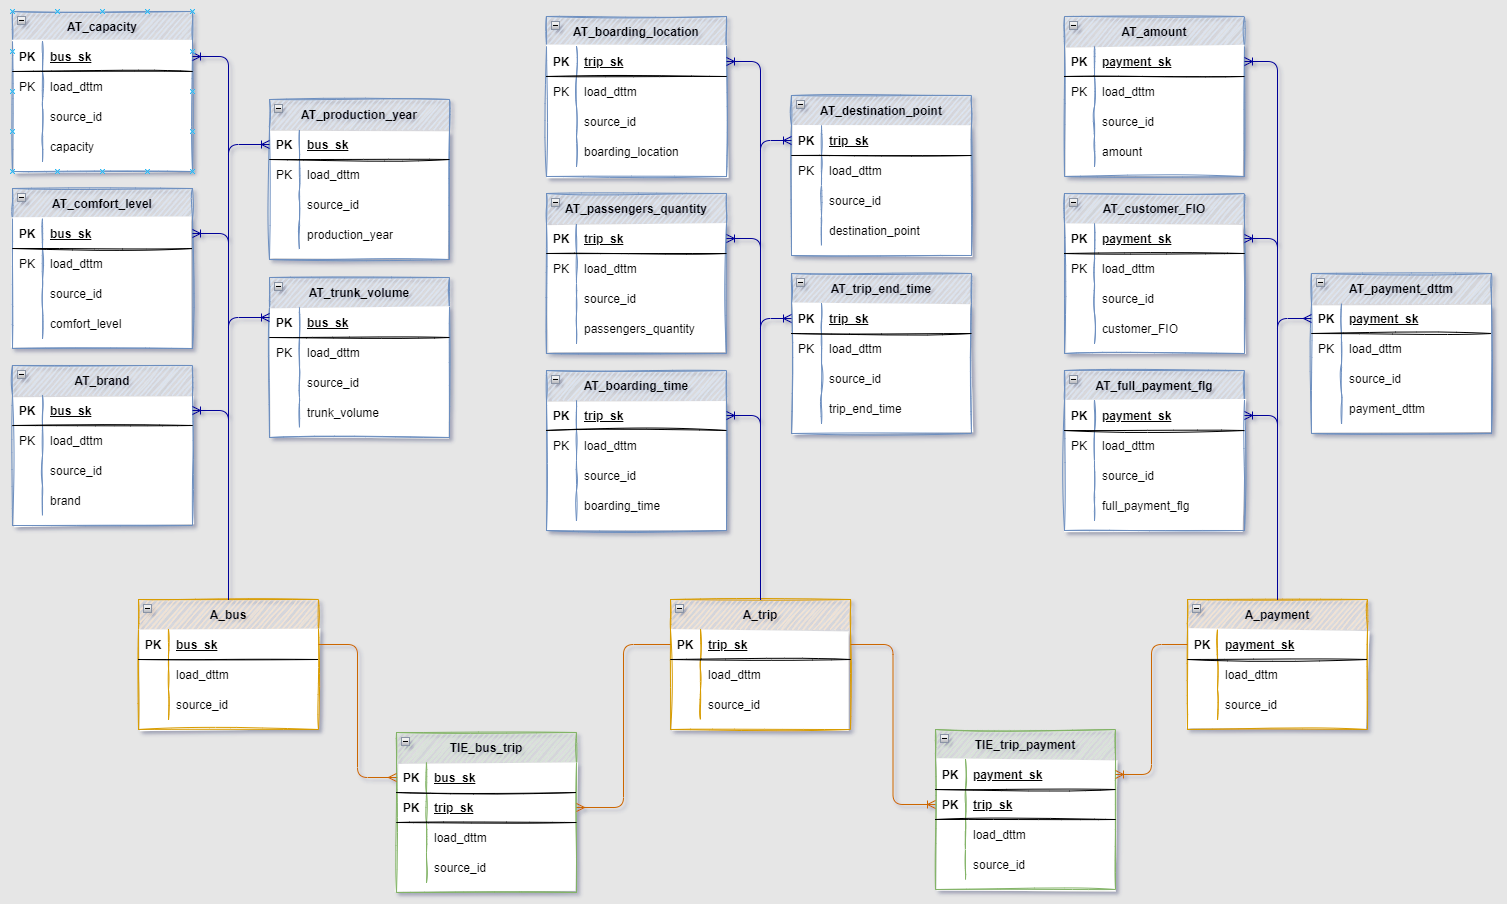 AT_capacity
PK bus_sk
PK load_dttm
source_id
capacity
AT_production_year
PK bus_sk
PK load_dttm
source_id
production_year
AT_comfort_level
PK bus_sk
PK load_dttm
source_id
comfort_level
AT_trunk_volume
PK bus_sk
PK load_dttm
source_id
trunk_volume
AT_brand
PK bus_sk
PK load_dttm
source_id
brand
AT_boarding_location
PK trip_sk
PK load_dttm
source_id
boarding_location
AT_destination_point
PK trip_sk
PK load_dttm
source_id
destination_point
AT_passengers_quantity
PK trip_sk
PK load_dttm
source_id
passengers_quantity
AT_trip_end_time
PK trip_sk
PK load_dttm
source_id
trip_end_time
AT_boarding_time
PK trip_sk
PK load_dttm
source_id
boarding_time
AT_amount
PK payment_sk
PK load_dttm
source_id
amount
AT_customer_FIO
PK payment_sk
PK load_dttm
source_id
customer_FIO
AT_payment_dttm
PK payment_sk
PK load_dttm
source_id
payment_dttm
AT_full_payment_flg
PK payment_sk
PK load_dttm
source_id
full_payment_flg
A_bus
PK bus_sk
load_dttm
source_id
A_trip
PK trip_sk
load_dttm
source_id
A_payment
PK payment_sk
load_dttm
source_id
TIE_bus_trip
PK bus_sk
PK trip_sk
load_dttm
source_id
TIE_trip_payment
PK payment_sk
PK trip_sk
load_dttm
source_id